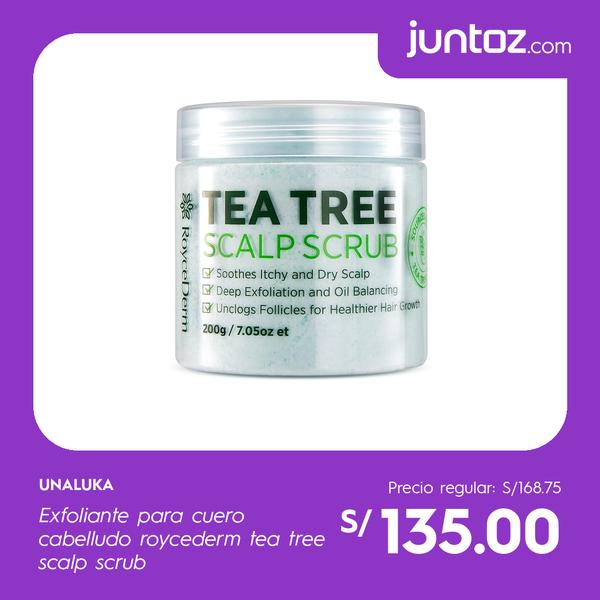 juntoz.com
TEA TREE
SCALP SCRUB
Soothes Itchy and Dry Scalp
Deep Exfoliation and Oil Balancing
Unclogs Follicles for Healthier Hair Growth
200g / 7.05oz et
RoyceDerm
UNALUKA
Exfoliante para cuero
cabelludo roycederm tea tree
scalp scrub
Precio regular: S/168.75
S/ 135.00